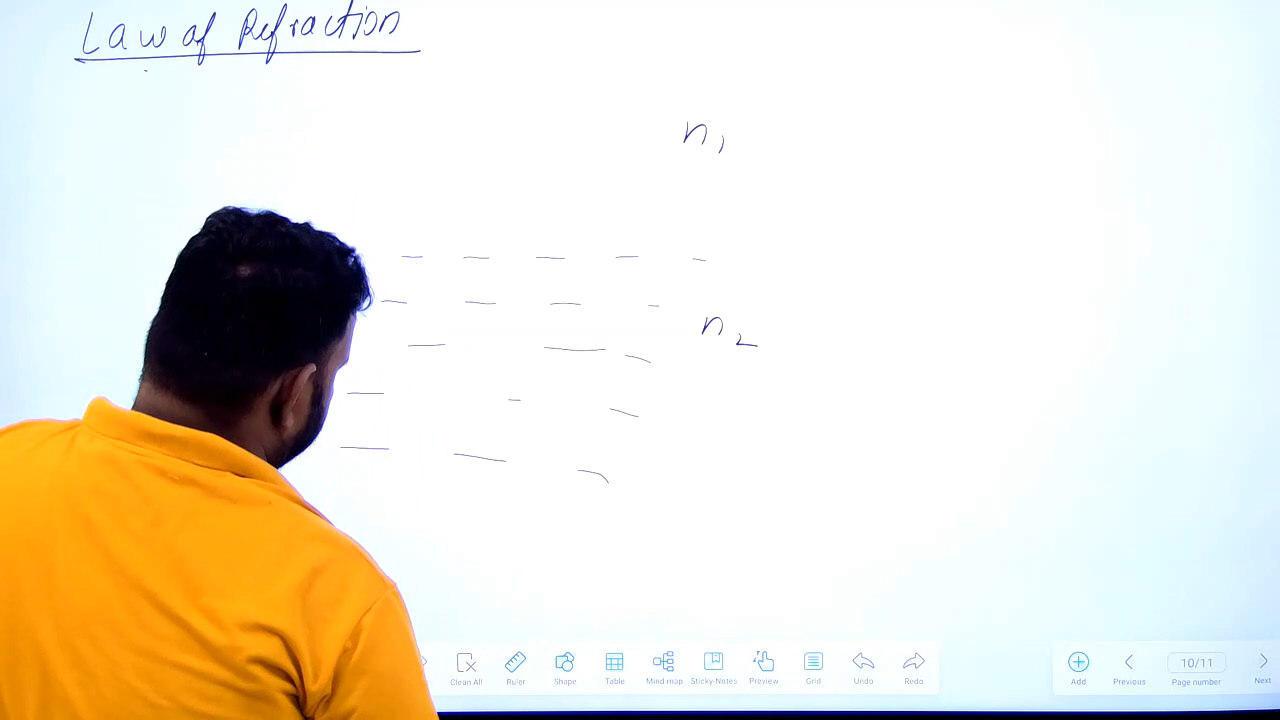 Law of Refraction
n1
n2
Clean All Ruler Shape Table Mind map Sticky-Notes Preview Grid Undo Redo Add Previous 10/11 Page number Next